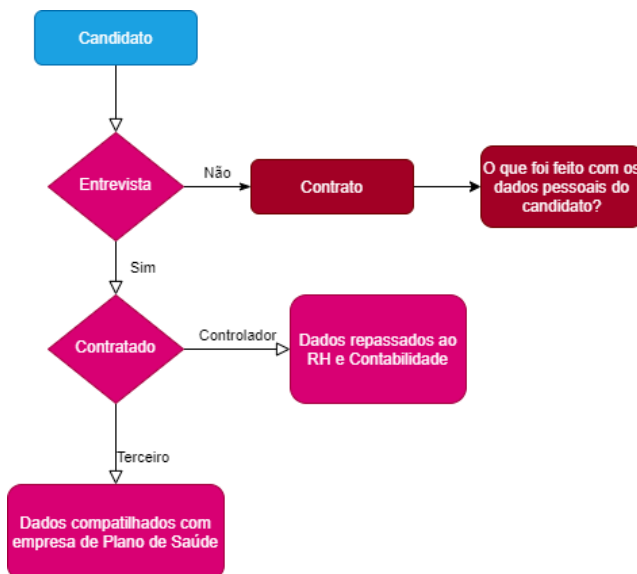 Candidato
Entrevista
Não
Contrato
O que foi feito com os
dados pessoais do
candidato?
Sim
Contratado
Controlador
Dados repassados ao
RH e Contabilidade
Terceiro
Dados compatilhados com
empresa de Plano de Saúde